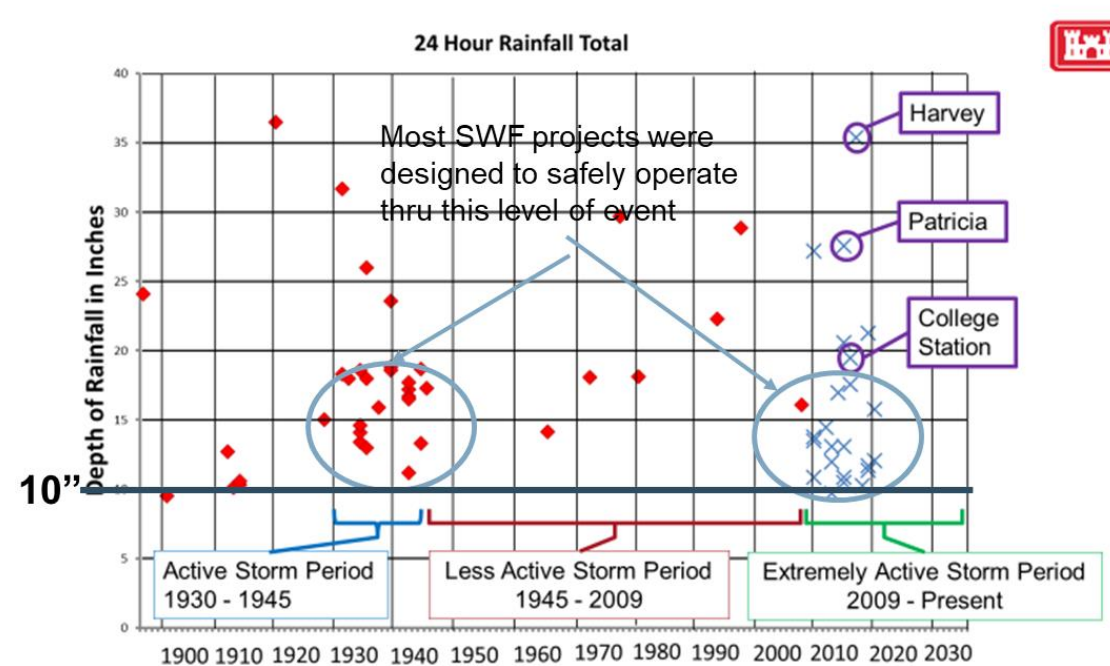 24 Hour Rainfall Total
Most SWF projects were
designed to safely operate
thru this level of event
Harvey
Patricia
College
Station
Depth of Rainfall in Inches
40
35
30
25
20
15
10
5
0
10”
Active Storm Period
1930 - 1945
Less Active Storm Period
1945 - 2009
Extremely Active Storm Period
2009 - Present
1900 1910 1920 1930 1940 1950 1960 1970 1980 1990 2000 2010 2020 2030